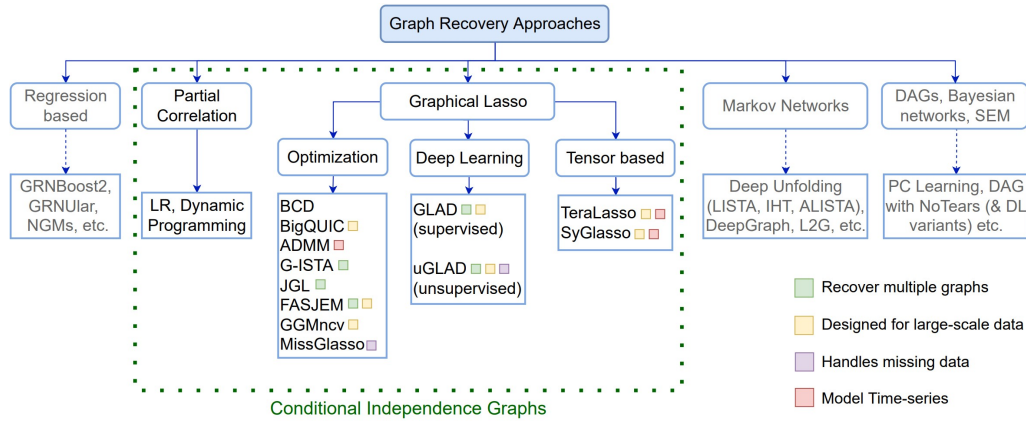 Graph Recovery Approaches
Regression
based
Partial
Correlation
Graphical Lasso
Markov Networks
DAGs, Bayesian
networks, SEM
Optimization
Deep Learning
Tensor based
GRNBoost2,
GRNUlar,
NGMs, etc.
LR, Dynamic
Programming
BCD
BigQUIC
ADMM
G-ISTA
JGL
FASJEM
GGMncv
MissGlasso
GLAD
(supervised)
uGLAD
(unsupervised)
TeraLasso
SyGlasso
Deep Unfolding
(LISTA, IHT, ALISTA),
DeepGraph, L2G, etc.
PC Learning, DAG
with NoTears (& DL
variants) etc.
Recover multiple graphs
Designed for large-scale data
Handles missing data
Model Time-series
Conditional Independence Graphs